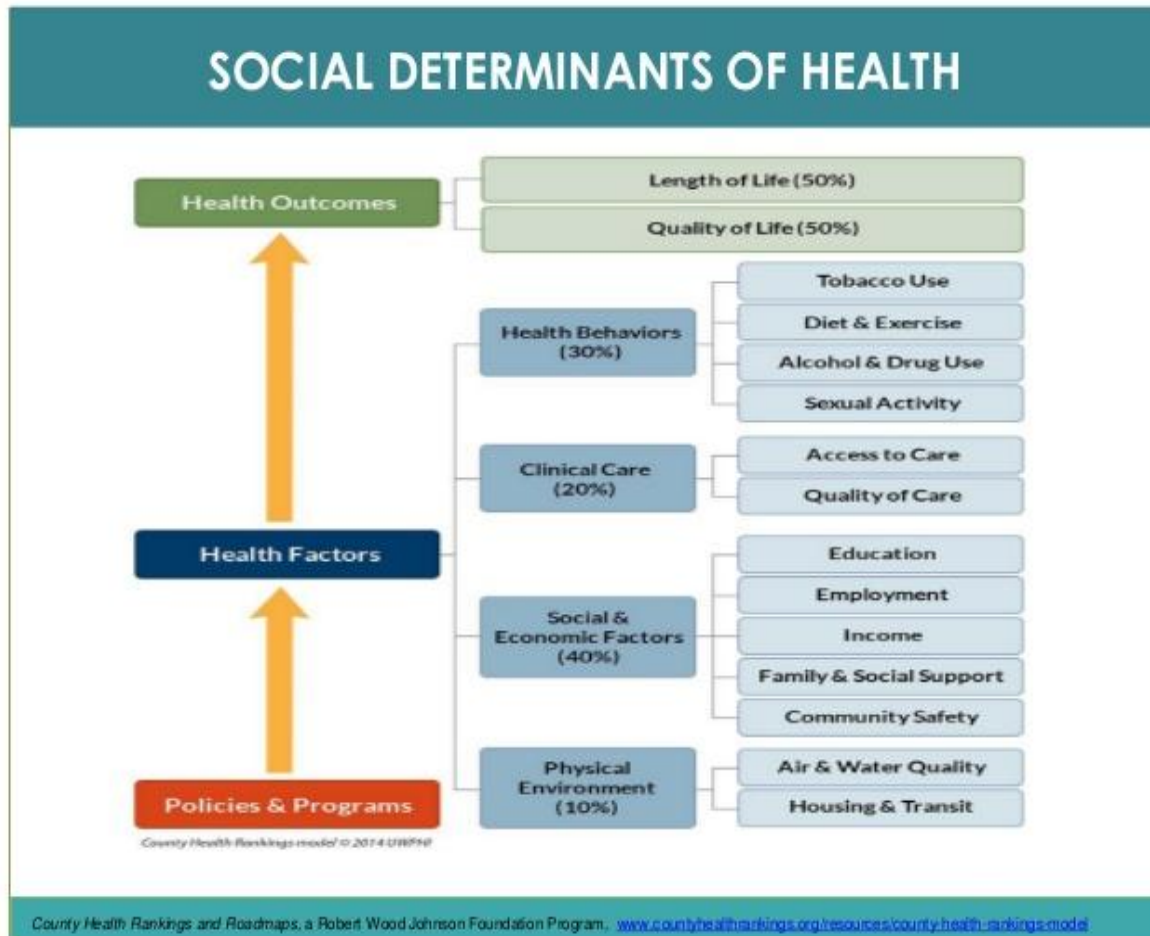 SOCIAL DETERMINANTS OF HEALTH
Health Outcomes
Length of Life (50%)
Quality of Life (50%)
Health Behaviors
(30%)
Tobacco Use
Diet & Exercise
Alcohol & Drug Use
Sexual Activity
Clinical Care
(20%)
Access to Care
Quality of Care
Health Factors
Social &
Economic Factors
(40%)
Education
Employment
Income
Family & Social Support
Community Safety
Physical
Environment
(10%)
Air & Water Quality
Housing & Transit
Policies & Programs
County Health Rankings model © 2014 UWPHI
County Health Rankings and Roadmaps, a Robert Wood Johnson Foundation Program, www.countyhealthrankings.org/resources/county-health-rankings-model